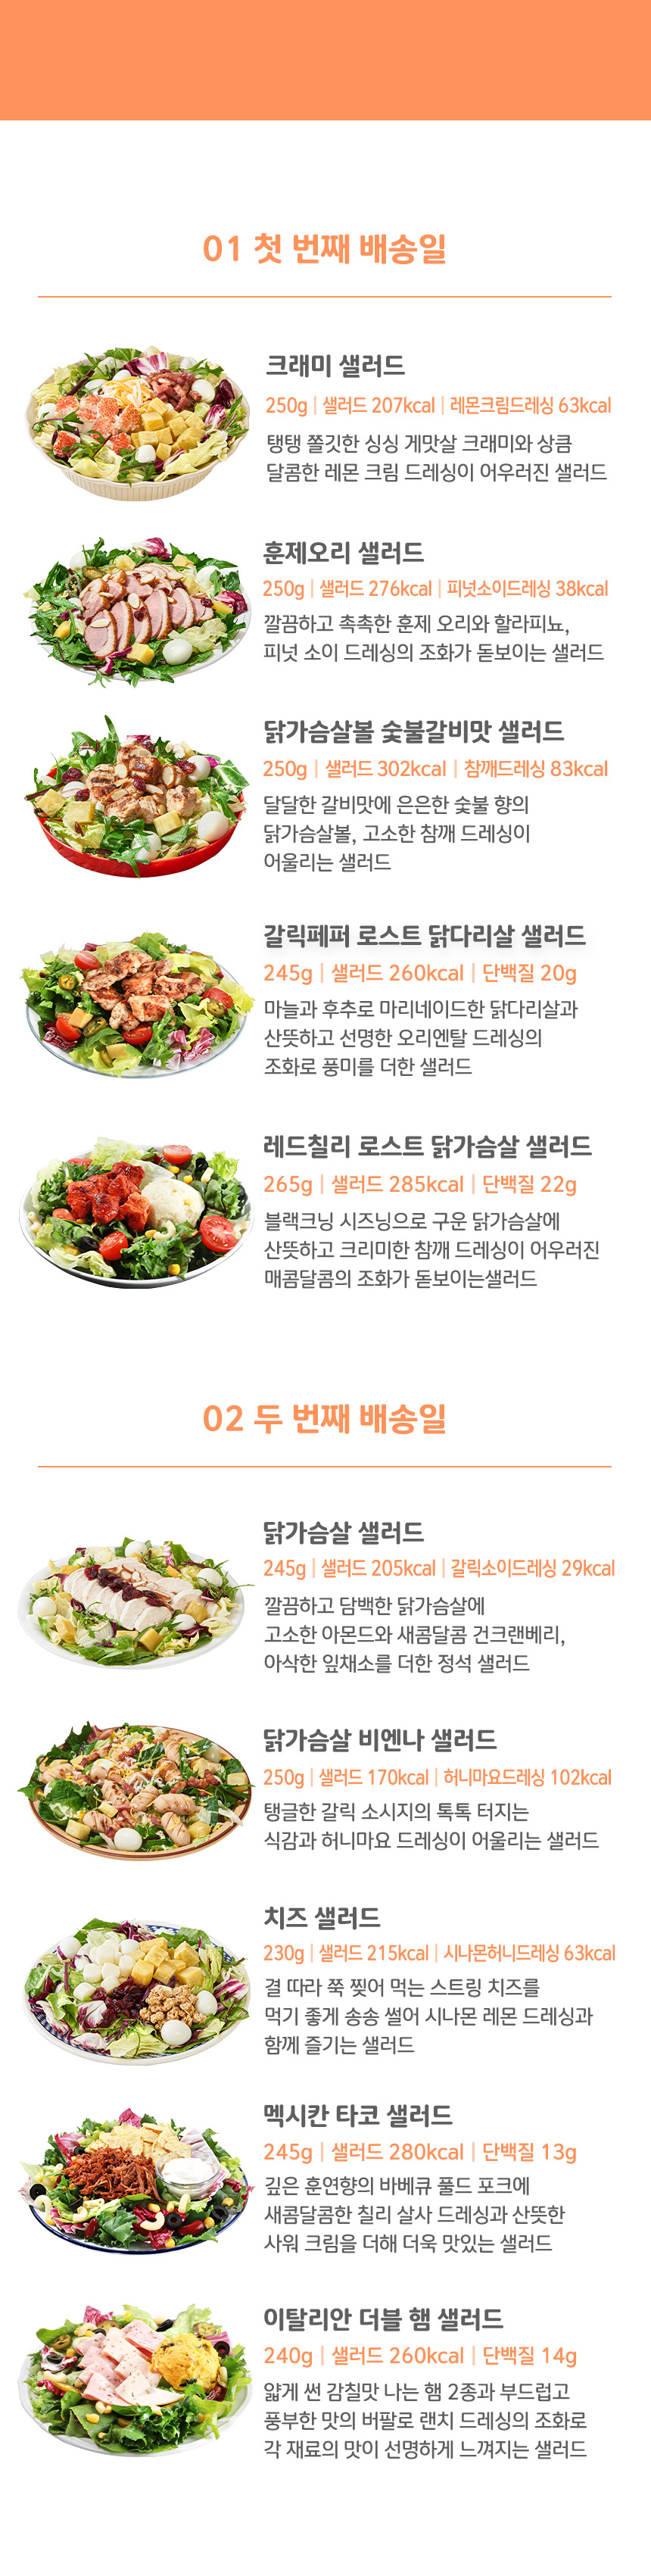 01 첫 번째 배송일
크래미 샐러드
250g | 샐러드 207kcal | 레몬크림드레싱 63kcal
탱탱 쫄깃한 싱싱 게맛살 크래미와 상큼
달콤한 레몬 크림 드레싱이 어우러진 샐러드
훈제오리 샐러드
250g | 샐러드 276kcal | 피넛소이드레싱 38kcal
깔끔하고 촉촉한 훈제 오리와 할라피뇨,
피넛 소이 드레싱의 조화가 돋보이는 샐러드
닭가슴살볼 숯불갈비맛 샐러드
250g | 샐러드 302kcal | 참깨드레싱 83kcal
달달한 갈비맛에 은은한 숯불 향의
닭가슴살볼, 고소한 참깨 드레싱이
어울리는 샐러드
갈릭페퍼 로스트 닭다리살 샐러드
245g | 샐러드 260kcal | 단백질 20g
마늘과 후추로 마리네이드한 닭다리살과
산뜻하고 선명한 오리엔탈 드레싱의
조화로 풍미를 더한 샐러드
레드칠리 로스트 닭가슴살 샐러드
265g | 샐러드 285kcal | 단백질 22g
블랙크닝 시즈닝으로 구운 닭가슴살에
산뜻하고 크리미한 참깨 드레싱이 어우러진
매콤달콤의 조화가 돋보이는샐러드
02 두 번째 배송일
닭가슴살 샐러드
245g | 샐러드 205kcal | 갈릭소이드레싱 29kcal
깔끔하고 담백한 닭가슴살에
고소한 아몬드와 새콤달콤 건크랜베리,
아삭한 잎채소를 더한 정석 샐러드
닭가슴살 비엔나 샐러드
250g | 샐러드 170kcal | 허니마요드레싱 102kcal
탱글한 갈릭 소시지의 톡톡 터지는
식감과 허니마요 드레싱이 어울리는 샐러드
치즈 샐러드
230g | 샐러드 215kcal | 시나몬허니드레싱 63kcal
결 따라 쭉 찢어 먹는 스트링 치즈를
먹기 좋게 송송 썰어 시나몬 레몬 드레싱과
함께 즐기는 샐러드
멕시칸 타코 샐러드
245g | 샐러드 280kcal | 단백질 13g
깊은 훈연향의 바베큐 풀드 포크에
새콤달콤한 칠리 살사 드레싱과 산뜻한
사워 크림을 더해 더욱 맛있는 샐러드
이탈리안 더블 햄 샐러드
240g | 샐러드 260kcal | 단백질 14g
얇게 썬 감칠맛 나는 햄 2종과 부드럽고
풍부한 맛의 버팔로 랜치 드레싱의 조화로
각 재료의 맛이 선명하게 느껴지는 샐러드